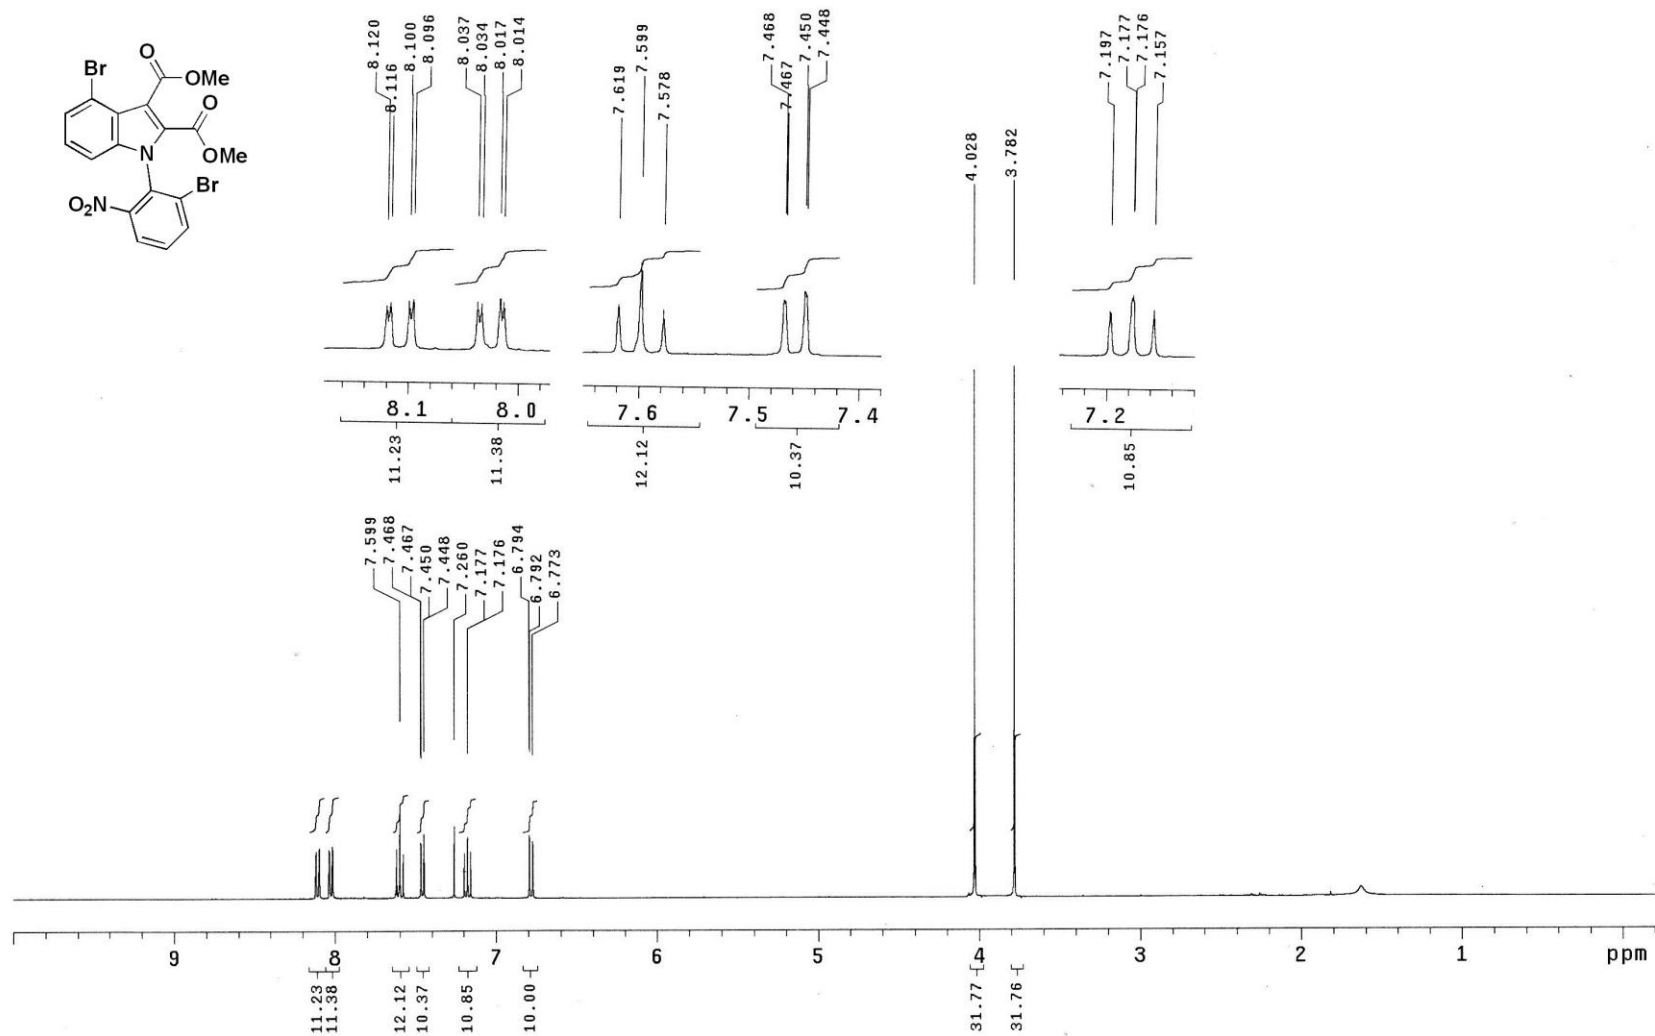 Br
O
OMe
O
OMe
N
Br
O2N
8.120
8.116
8.100
8.096
8.037
8.034
8.017
8.014
7.619
7.599
7.578
7.468
7.467
7.450
7.448
4.028
3.782
7.197
7.177
7.176
7.157
8.1 8.0 7.6 7.5 7.4 7.2
11.23 11.38 12.12 10.37 10.85
7.599
7.468
7.467
7.450
7.448
7.260
7.177
7.176
6.794
6.792
6.773
9 8 7 6 5 4 3 2 1 ppm
11.23 11.38 12.12 10.37 10.85 10.00 31.77 31.76